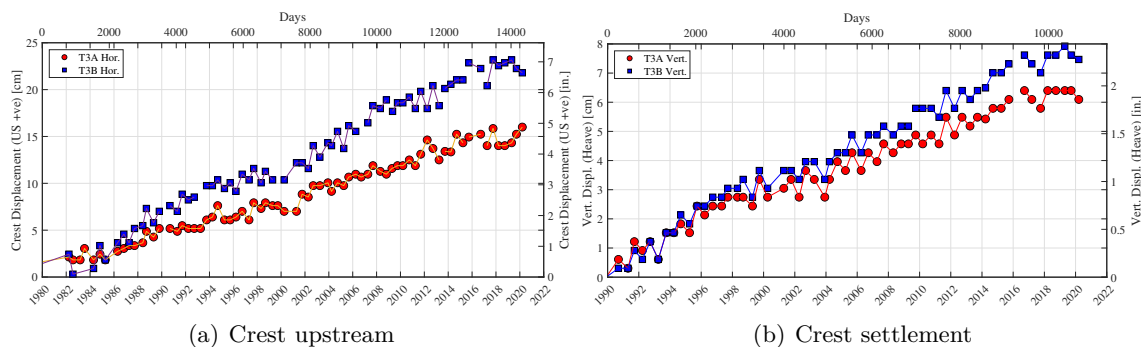 Days
0 2000 4000 6000 8000 10000 12000 14000
T3A Hor.
T3B Hor.
Crest Displacement (US +ve) [cm]
25
20
15
10
5
0
7
6
5
4
3
2
1
0
Crest Displacement (US +ve) [in.]
1980 1982 1984 1986 1988 1990 1992 1994 1996 1998 2000 2002 2004 2006 2008 2010 2012 2014 2016 2018 2020 2022
(a) Crest upstream
Days
0 2000 4000 6000 8000 10000
T3A Vert.
T3B Vert.
Vert. Displ. (Heave) [cm]
8
7
6
5
4
3
2
1
0
2
1.5
1
0.5
0
Vert. Displ. (Heave) [in.]
1990 1992 1994 1996 1998 2000 2002 2004 2006 2008 2010 2012 2014 2016 2018 2020 2022
(b) Crest settlement